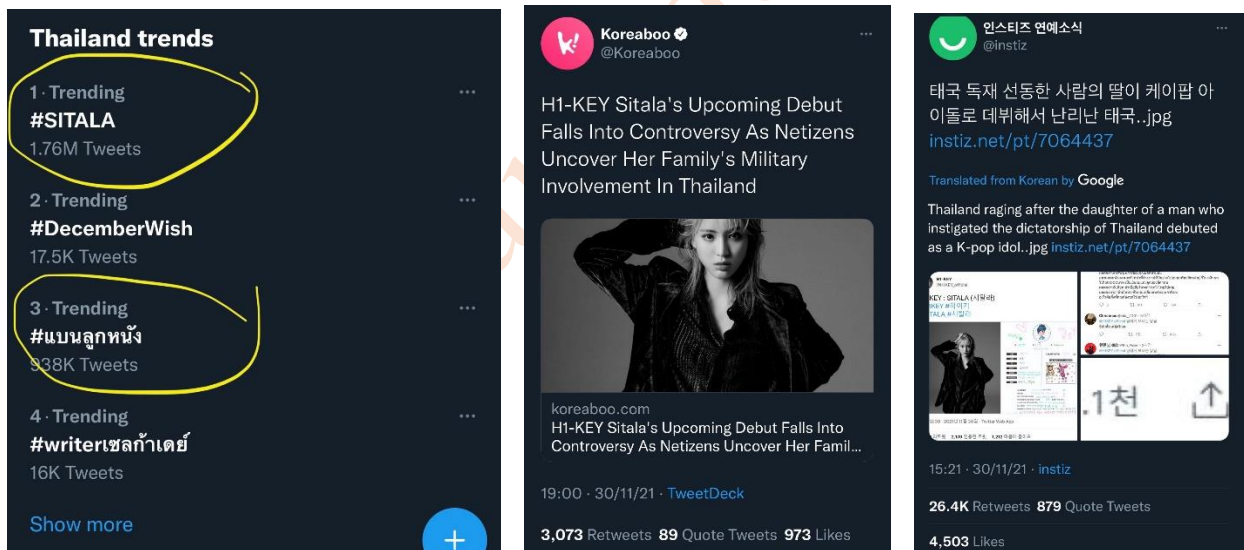 Thailand trends
1 · Trending
#SITALA
1.76M Tweets
2 · Trending
#DecemberWish
17.5K Tweets
3 · Trending
#แบนลูกหนัง
938K Tweets
4 · Trending
#writerเซลก้าเดย์
16K Tweets
Show more
Koreaboo
@Koreaboo
H1-KEY Sitala's Upcoming Debut
Falls Into Controversy As Netizens
Uncover Her Family's Military
Involvement In Thailand
koreaboo.com
H1-KEY Sitala's Upcoming Debut Falls Into
Controversy As Netizens Uncover Her Famil...
19:00 · 30/11/21 · TweetDeck
3,073 Retweets 89 Quote Tweets 973 Likes
인스티즈 연예소식
@instiz
태국 독재 선동한 사람의 딸이 케이팝 아
이돌로 데뷔해서 난리난 태국..jpg
instiz.net/pt/7064437
Translated from Korean by Google
Thailand raging after the daughter of a man who
instigated the dictatorship of Thailand debuted
as a K-pop idol..jpg instiz.net/pt/7064437
KEY : SITALA (시탈라)
.1천
15:21 · 30/11/21 · instiz
26.4K Retweets 879 Quote Tweets
4,503 Likes